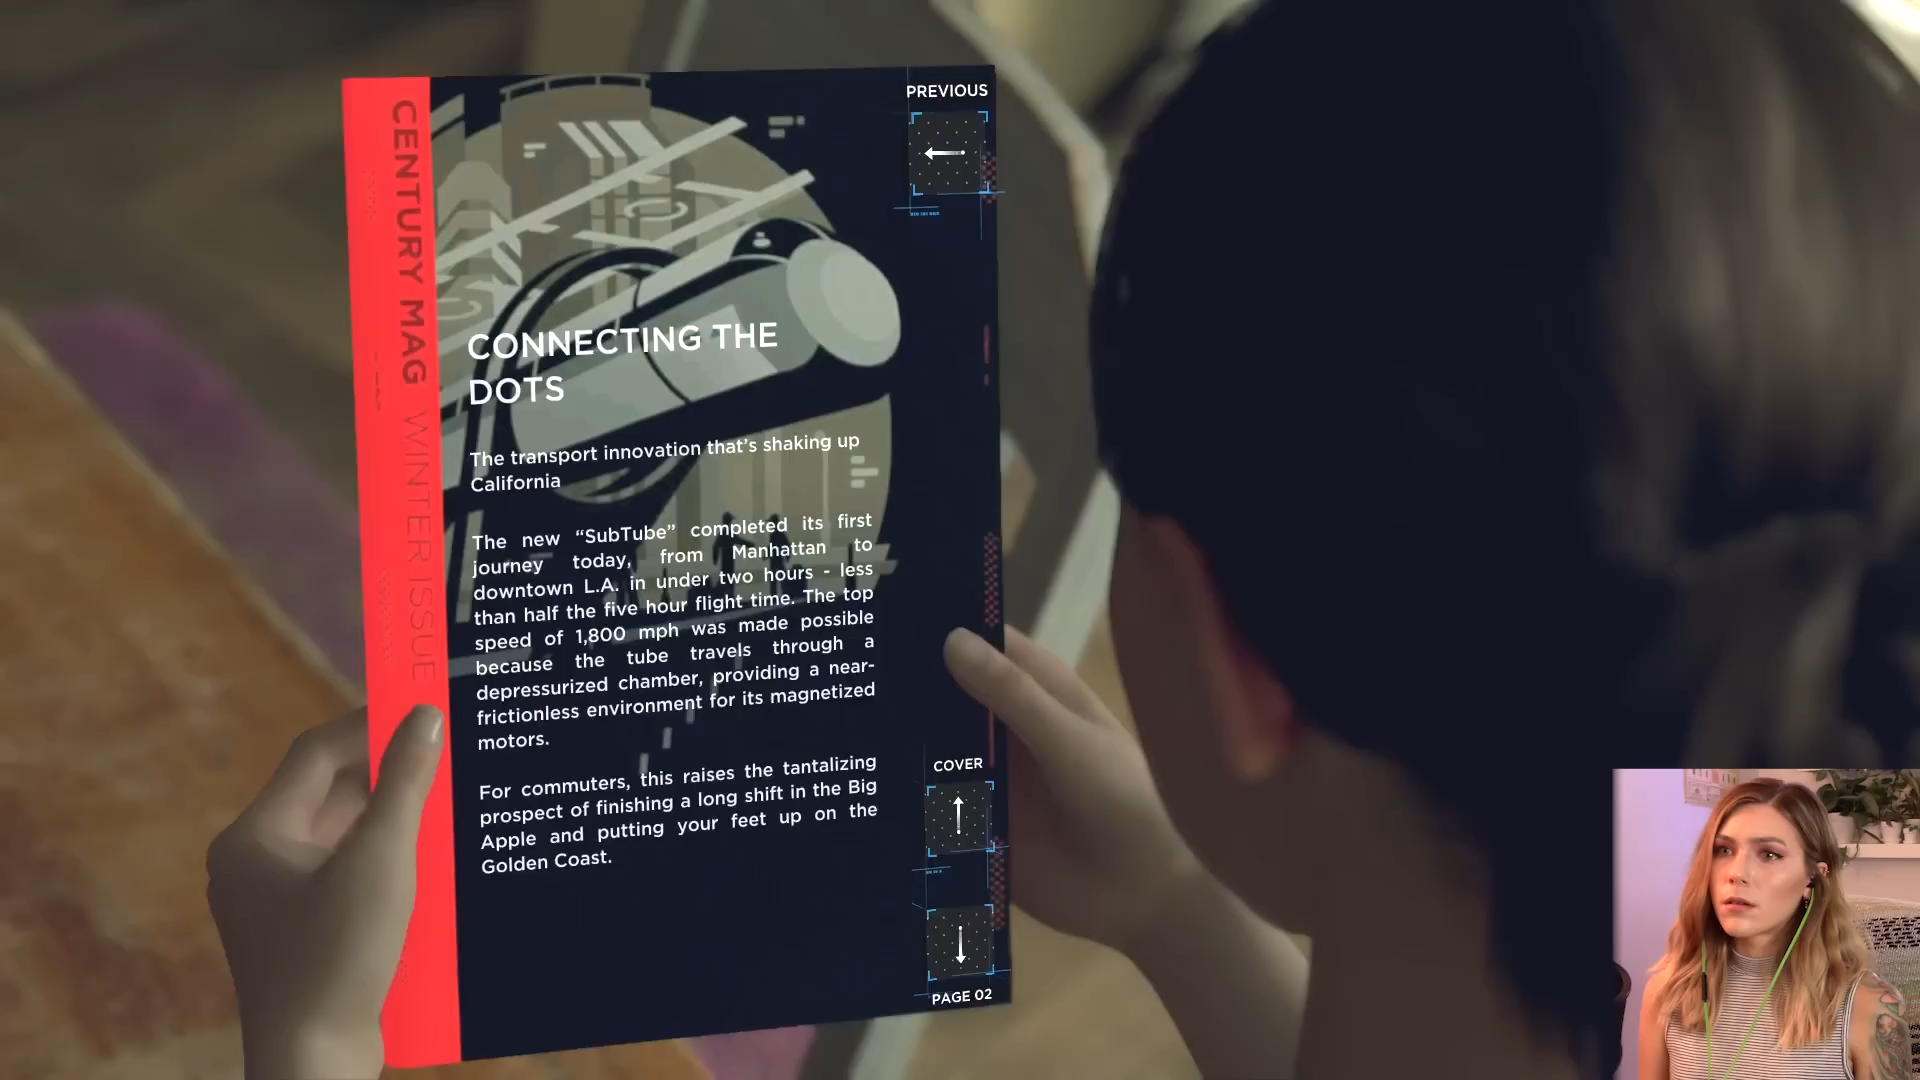 CENTURY MAG WINTER ISSUE
PREVIOUS
CONNECTING THE
DOTS
The transport innovation that's shaking up
California
The new “SubTube” completed its first
journey today, from Manhattan to
downtown L.A. in under two hours - less
than half the five hour flight time. The top
speed of 1,800 mph was made possible
because the tube travels through a
depressurized chamber, providing a near-
frictionless environment for its magnetized
motors.
For commuters, this raises the tantalizing
prospect of finishing a long shift in the Big
Apple and putting your feet up on the
Golden Coast.
COVER
PAGE 02